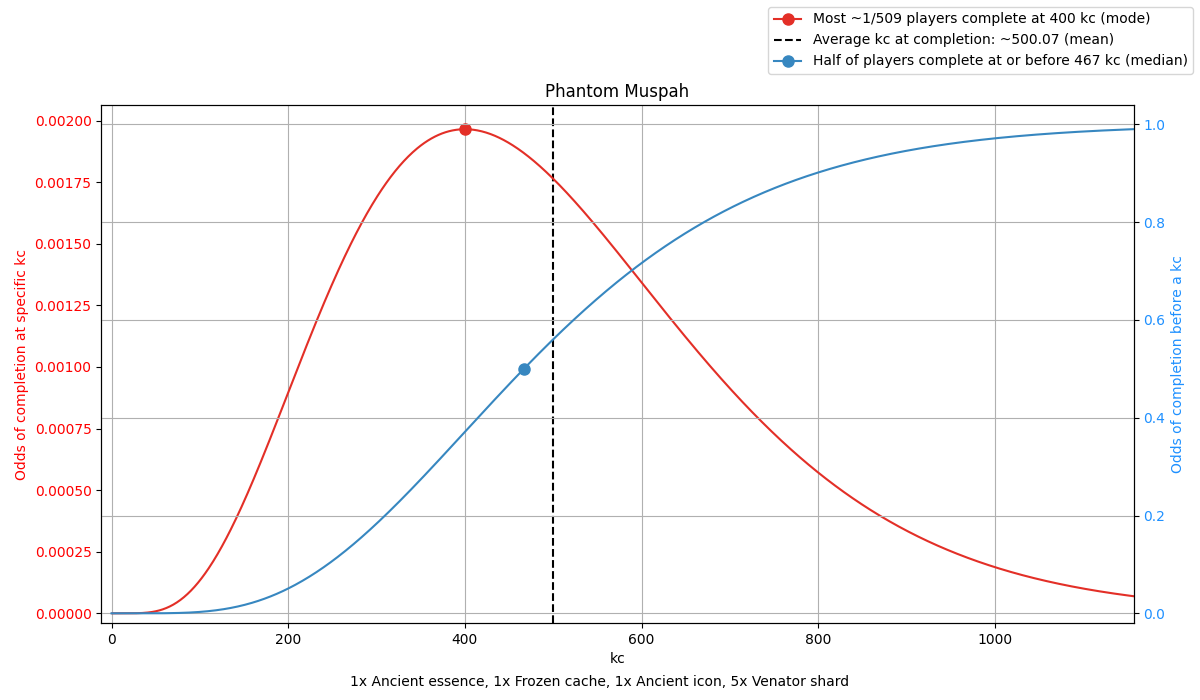 Most ~1/509 players complete at 400 kc (mode)
Average kc at completion: ~500.07 (mean)
Half of players complete at or before 467 kc (median)
Phantom Muspah
0.00200
0.00175
0.00150
0.00125
0.00100
0.00075
0.00050
0.00025
0.00000
Odds of completion at specific kc
1.0
0.8
0.6
0.4
0.2
0.0
Odds of completion before a kc
0 200 400 600 800 1000
kc
1x Ancient essence, 1x Frozen cache, 1x Ancient icon, 5x Venator shard